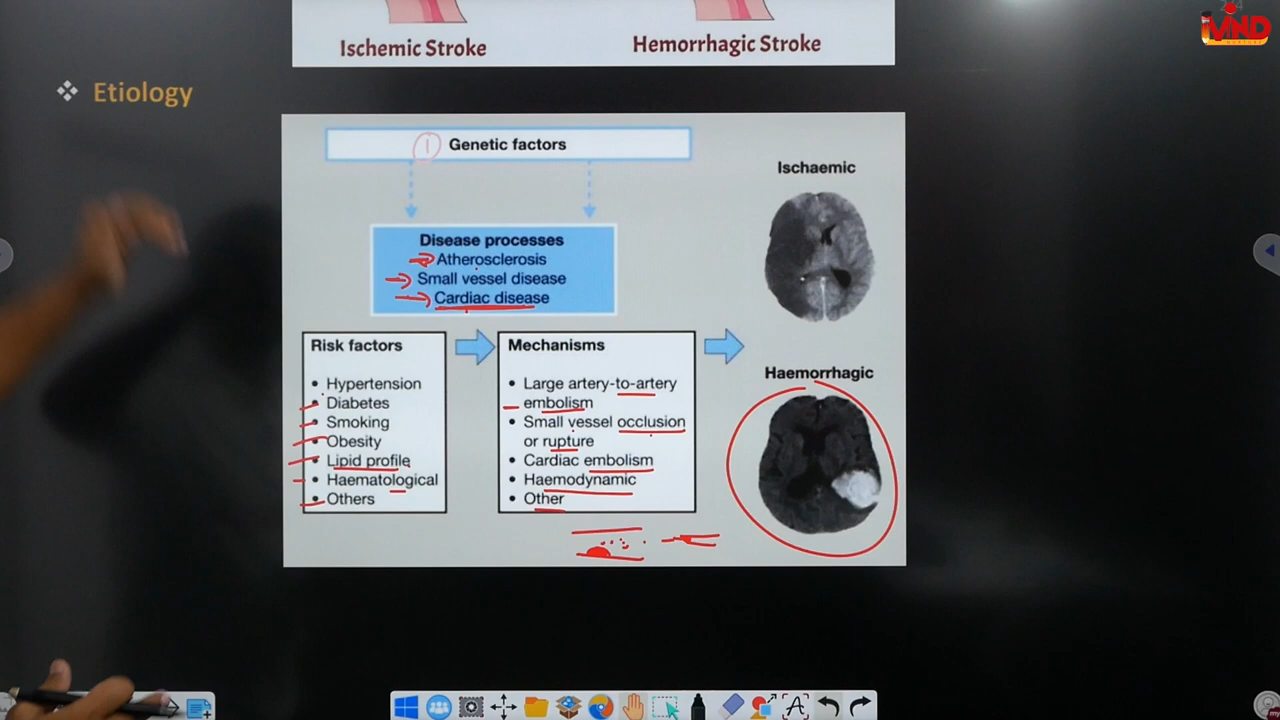 Ischemic Stroke
Hemorrhagic Stroke
❖ Etiology
1 Genetic factors
Ischaemic
Disease processes
Atherosclerosis
Small vessel disease
Cardiac disease
Risk factors
• Hypertension
• Diabetes
• Smoking
• Obesity
• Lipid profile
• Haematological
• Others
Mechanisms
• Large artery-to-artery
embolism
• Small vessel occlusion
or rupture
• Cardiac embolism
• Haemodynamic
• Other
Haemorrhagic